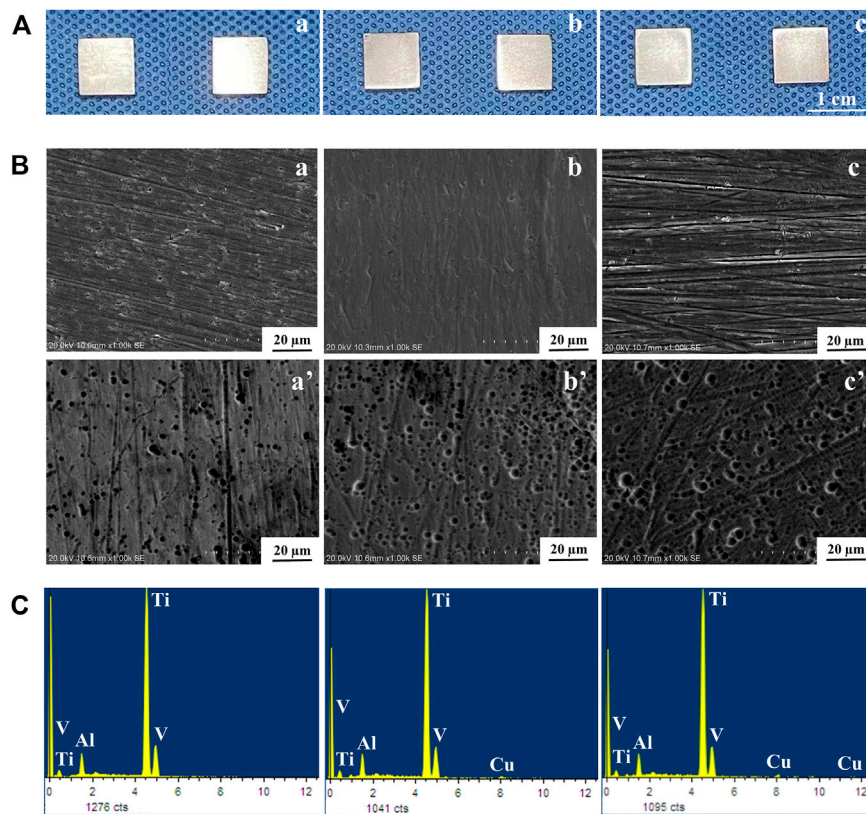 A
a
b
c
1 cm
B
a
b
c
20.0kV 10.0mm x1.00k SE
20 μm
20.0kV 10.3mm x1.00k SE
20 μm
20.0kV 10.7mm x1.00k SE
20 μm
a’
b’
c’
20.0kV 10.6mm x1.00k SE
20 μm
20.0kV 10.6mm x1.00k SE
20 μm
20.0kV 10.7mm x1.00k SE
20 μm
C
Ti
V
Ti
Al
V
0 2 4 6 8 10 12
1276 cts
Ti
V
Ti
Al
V
Cu
0 2 4 6 8 10 12
1041 cts
Ti
V
Ti
Al
V
Cu
Cu
0 2 4 6 8 10 12
1095 cts